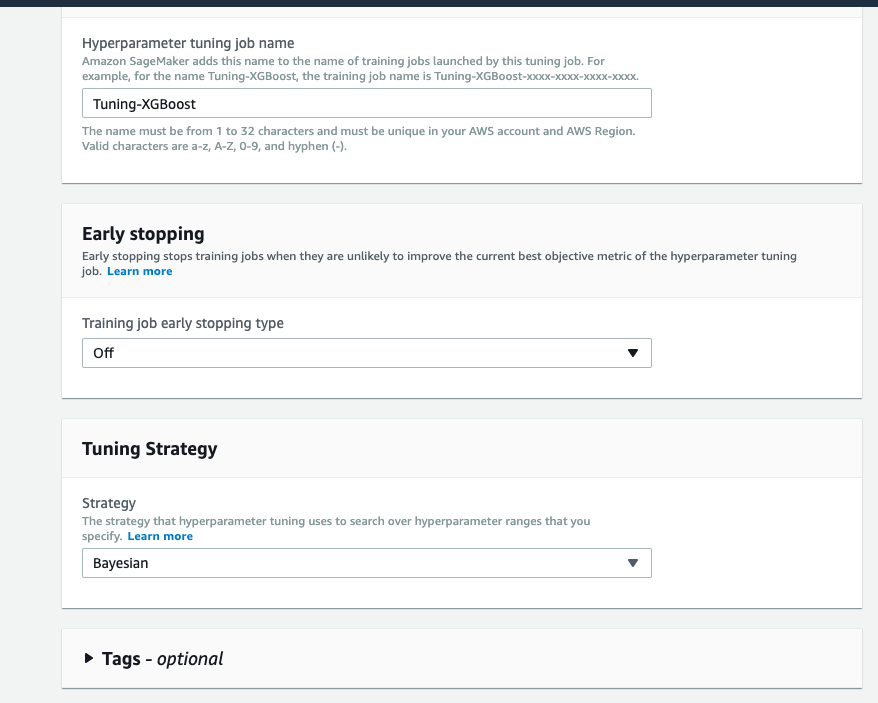 Hyperparameter tuning job name
Amazon SageMaker adds this name to the name of training jobs launched by this tuning job. For
example, for the name Tuning-XGBoost, the training job name is Tuning-XGBoost-xxxx-xxxx-xxxx-xxxx.
Tuning-XGBoost
The name must be from 1 to 32 characters and must be unique in your AWS account and AWS Region.
Valid characters are a-z, A-Z, 0-9, and hyphen (-).
Early stopping
Early stopping stops training jobs when they are unlikely to improve the current best objective metric of the hyperparameter tuning
job. Learn more
Training job early stopping type
Off
Tuning Strategy
Strategy
The strategy that hyperparameter tuning uses to search over hyperparameter ranges that you
specify. Learn more
Bayesian
Tags - optional